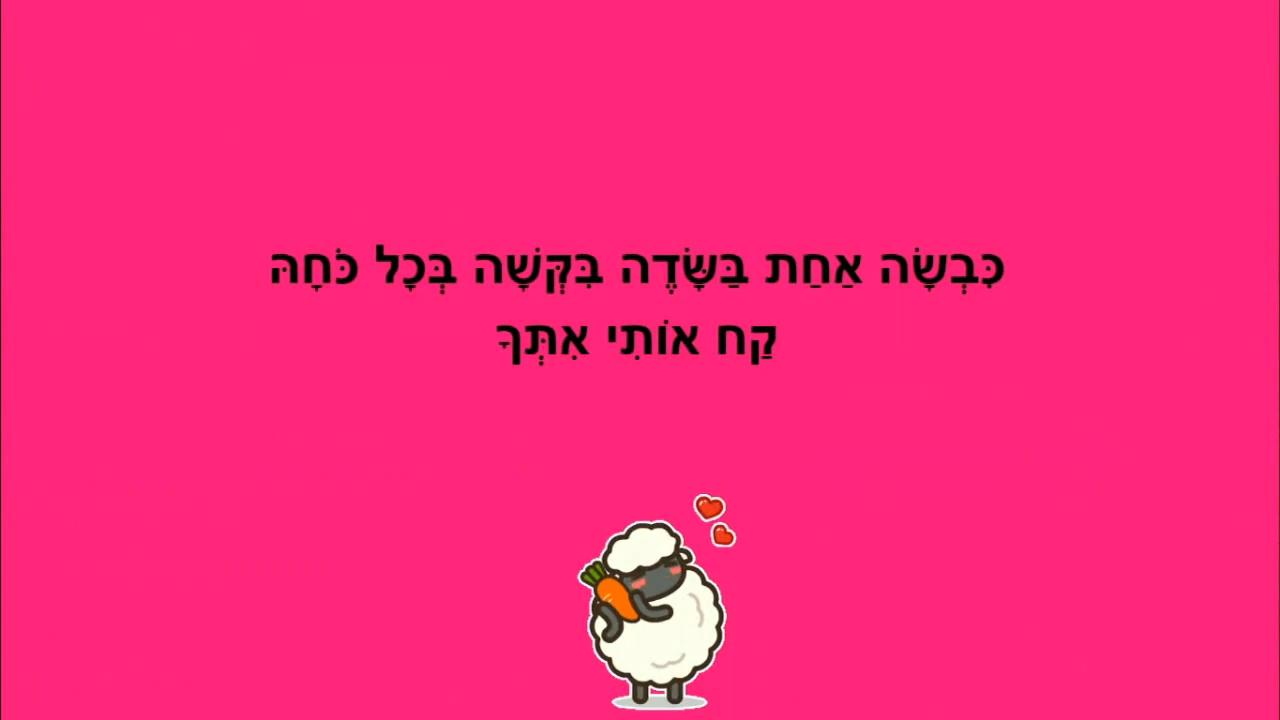 כִּבְשָׂה אַחַת בַּשָּׂדֶה בִּקְּשָׁה בְּכָל כֹּחָהּ
קַח אוֹתִי אִתְּךָ